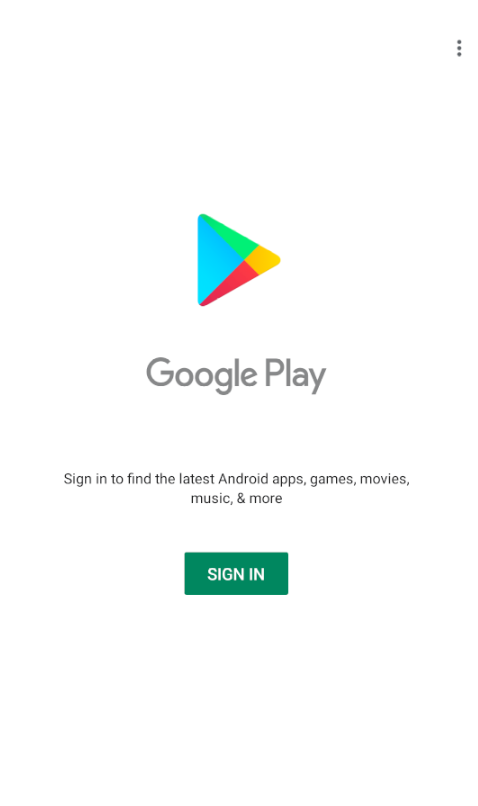 Google Play
Sign in to find the latest Android apps, games, movies,
music, & more
SIGN IN